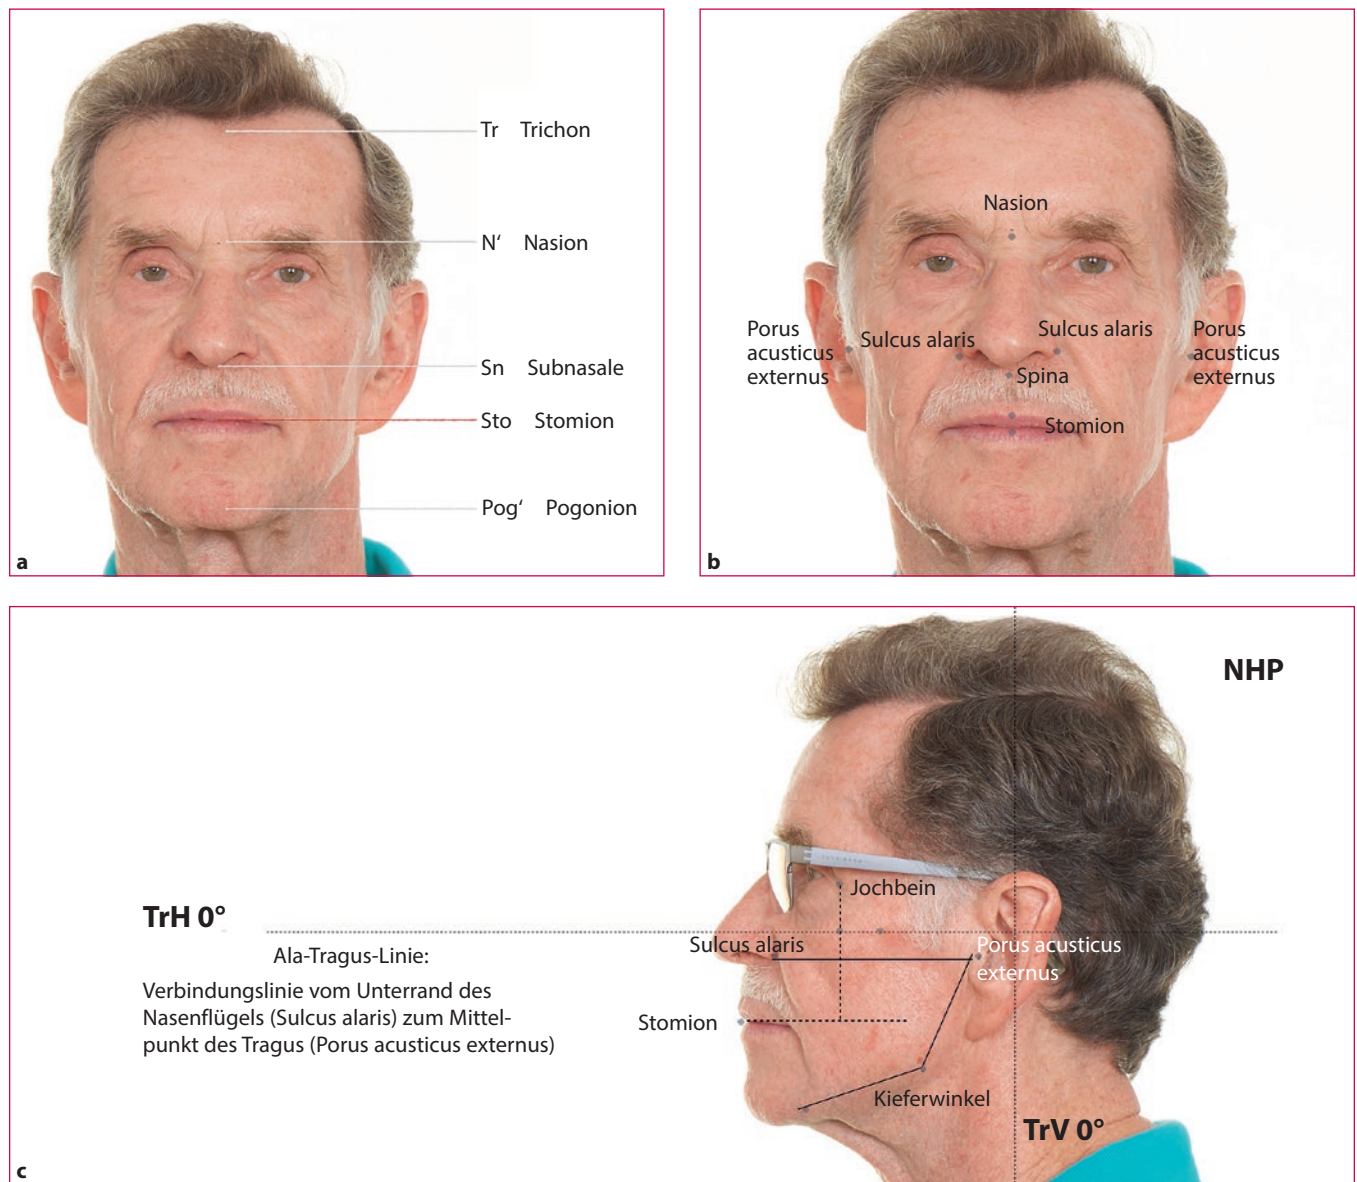 Tr Trichon
N‘ Nasion
Sn Subnasale
Sto Stomion
Pog‘ Pogonion
a
Nasion
Porus
acusticus
externus
Sulcus alaris
Sulcus alaris
Porus
acusticus
externus
Spina
Stomion
b
NHP
Jochbein
TrH 0°
Sulcus alaris
Porus acusticus
externus
Ala-Tragus-Linie:
Verbindungslinie vom Unterrand des
Nasenflügels (Sulcus alaris) zum Mittel-
punkt des Tragus (Porus acusticus externus)
Stomion
Kieferwinkel
TrV 0°
c